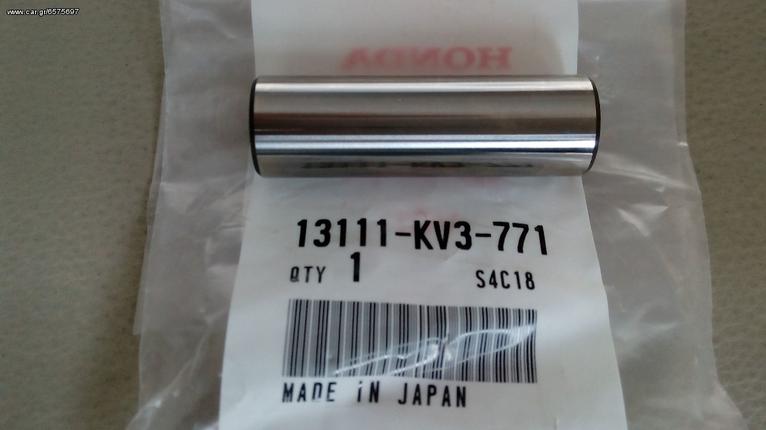 www.car.gr/6575697
HONDA
13111-KV3-771
QTY 1 S4C18
MADE IN JAPAN